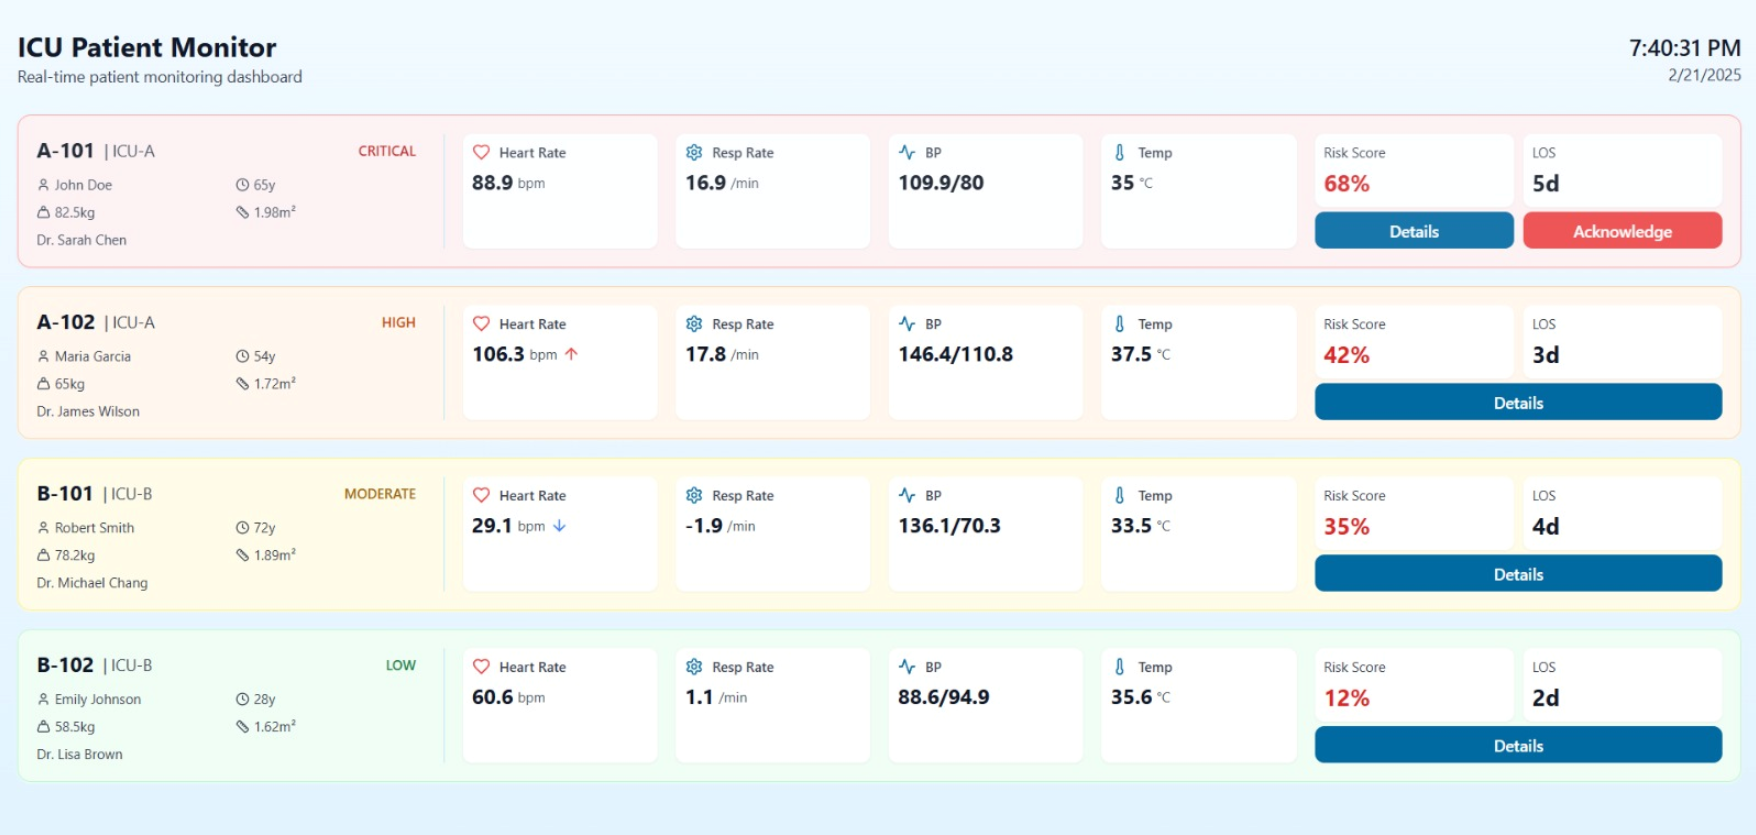 ICU Patient Monitor
Real-time patient monitoring dashboard
7:40:31 PM
2/21/2025
A-101 | ICU-A
CRITICAL
John Doe
65y
82.5kg
1.98m²
Dr. Sarah Chen
Heart Rate
88.9 bpm
Resp Rate
16.9 /min
BP
109.9/80
Temp
35 °C
Risk Score
68%
LOS
5d
Details
Acknowledge
A-102 | ICU-A
HIGH
Maria Garcia
54y
65kg
1.72m²
Dr. James Wilson
Heart Rate
106.3 bpm ↑
Resp Rate
17.8 /min
BP
146.4/110.8
Temp
37.5 °C
Risk Score
42%
LOS
3d
Details
B-101 | ICU-B
MODERATE
Robert Smith
72y
78.2kg
1.89m²
Dr. Michael Chang
Heart Rate
29.1 bpm ↓
Resp Rate
-1.9 /min
BP
136.1/70.3
Temp
33.5 °C
Risk Score
35%
LOS
4d
Details
B-102 | ICU-B
LOW
Emily Johnson
28y
58.5kg
1.62m²
Dr. Lisa Brown
Heart Rate
60.6 bpm
Resp Rate
1.1 /min
BP
88.6/94.9
Temp
35.6 °C
Risk Score
12%
LOS
2d
Details